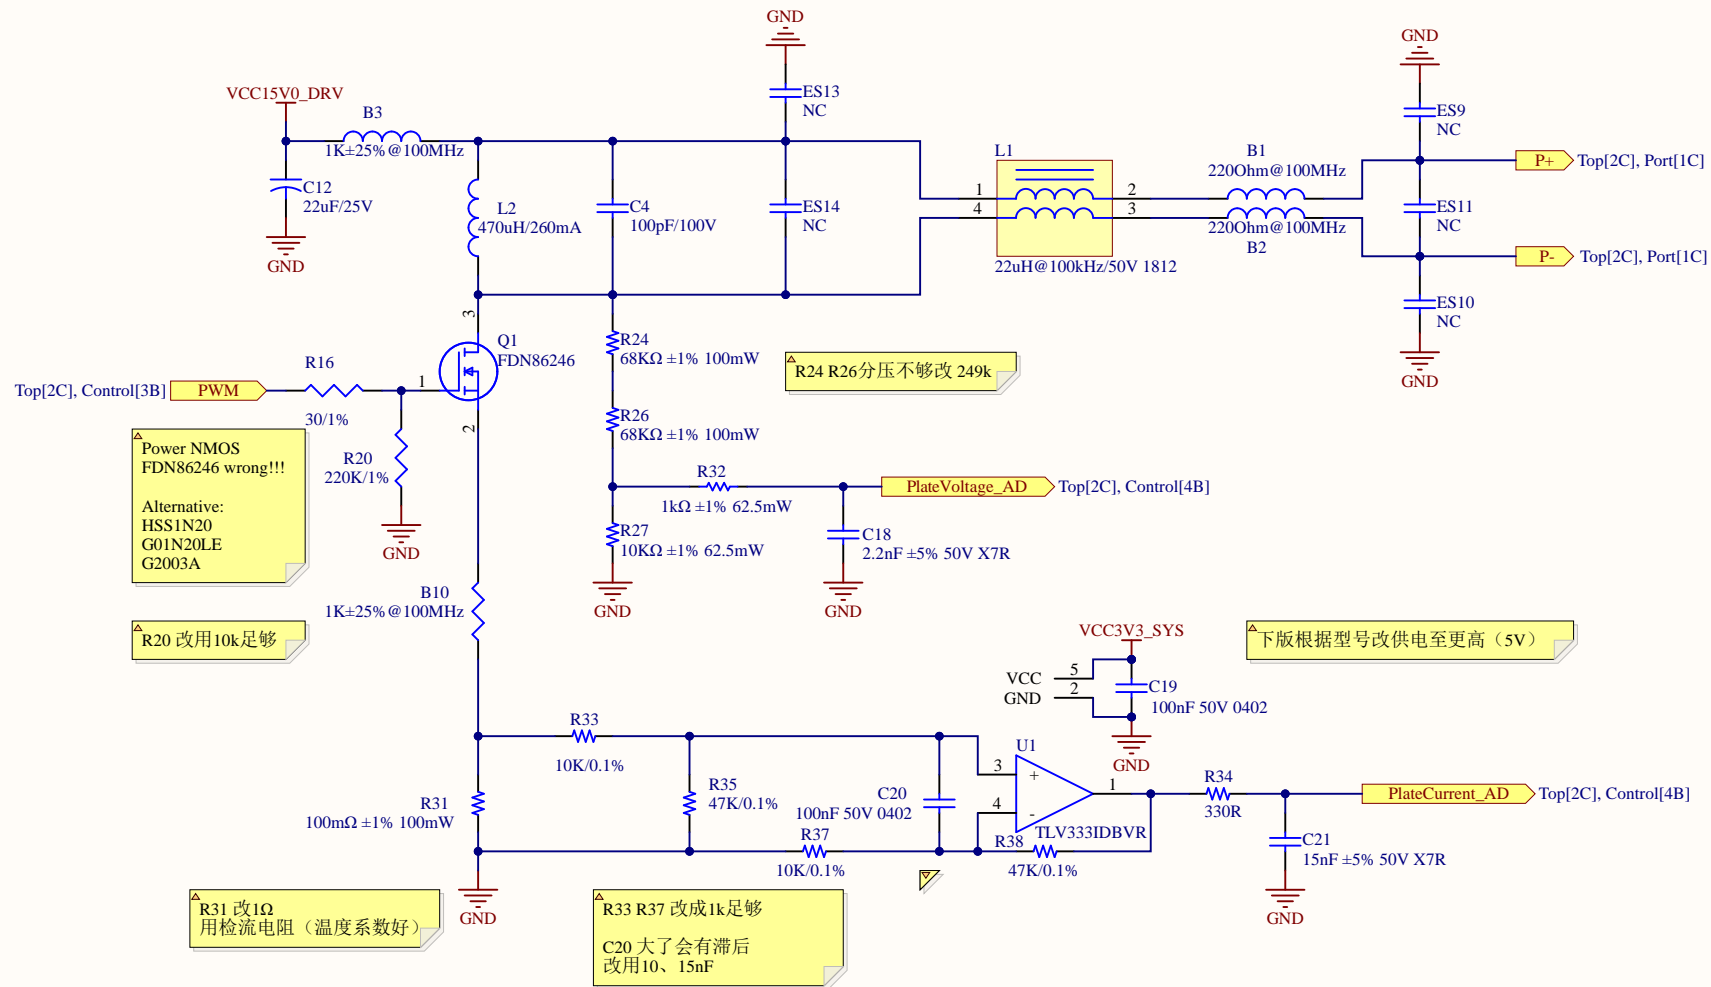 GND
ES13
NC
GND
ES9
NC
VCC15V0_DRV
B3
1K±25%@100MHz
C12
22uF/25V
GND
L2
470uH/260mA
C4
100pF/100V
ES14
NC
L1
1
4
2
3
22uH@100kHz/50V 1812
B1
220Ohm@100MHz
220Ohm@100MHz
B2
ES11
NC
P+
Top[2C], Port[1C]
P-
Top[2C], Port[1C]
ES10
NC
GND
3
Q1
FDN86246
1
2
R16
30/1%
Top[2C], Control[3B]
PWM
R20
220K/1%
GND
Power NMOS
FDN86246 wrong!!!
Alternative:
HSS1N20
G01N20LE
G2003A
R20 改用10k足够
R24
68KΩ ±1% 100mW
R26
68KΩ ±1% 100mW
R24 R26分压不够改 249k
R32
1kΩ ±1% 62.5mW
PlateVoltage_AD
Top[2C], Control[4B]
R27
10KΩ ±1% 62.5mW
GND
C18
2.2nF ±5% 50V X7R
GND
B10
1K±25%@100MHz
VCC3V3_SYS
VCC
5
GND
2
C19
100nF 50V 0402
GND
下版根据型号改供电至更高（5V）
R33
10K/0.1%
R35
47K/0.1%
C20
100nF 50V 0402
R31
100mΩ ±1% 100mW
GND
R37
10K/0.1%
U1
3
+
4
-
1
TLV333IDBVR
R38
47K/0.1%
R34
330R
PlateCurrent_AD
Top[2C], Control[4B]
C21
15nF ±5% 50V X7R
GND
R31 改1Ω
用检流电阻（温度系数好）
R33 R37 改成1k足够
C20 大了会有滞后
改用10、15nF